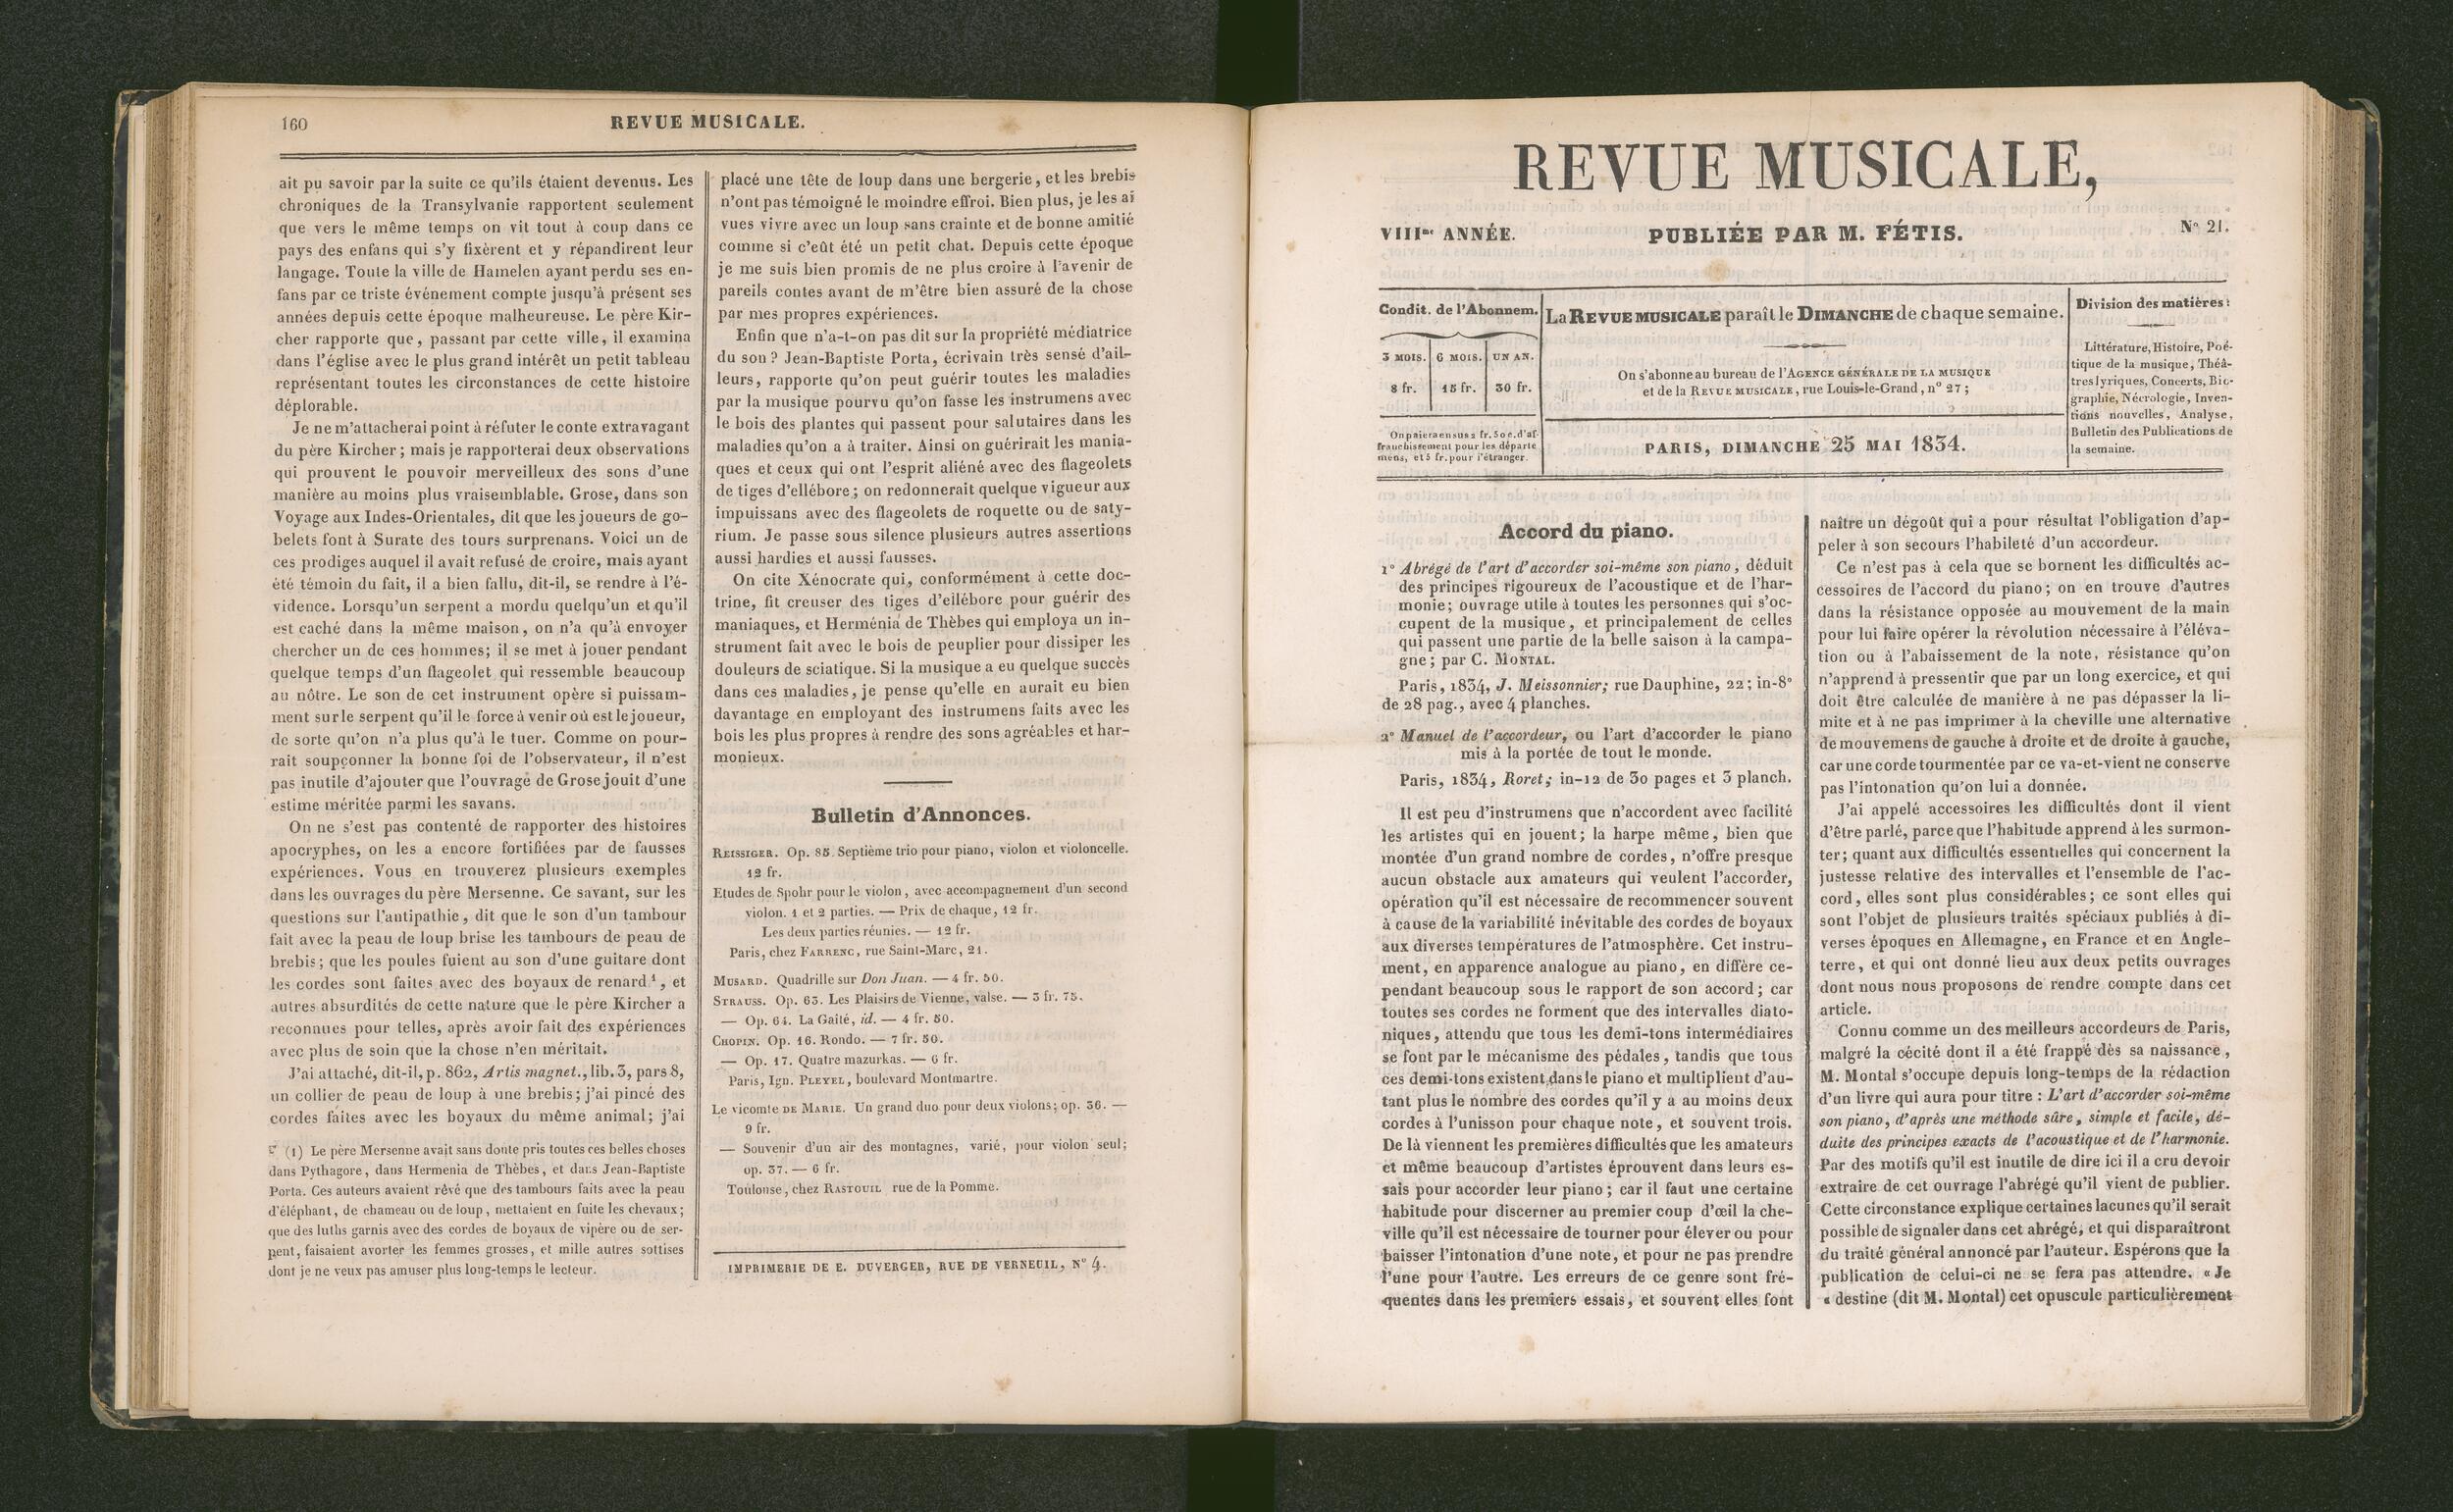 160
REVUE MUSICALE.
ait pu savoir par la suite ce qu'ils étaient devenus. Les
chroniques de la Transylvanie rapportent seulement
que vers le même temps on vit tout à coup dans ce
pays des enfans qui s'y fixèrent et y répandirent leur
langage. Toute la ville de Hamelen ayant perdu ses en-
fans par ce triste événement compte jusqu'à présent ses
années depuis cette époque malheureuse. Le père Kir-
cher rapporte que, passant par cette ville, il examina
dans l'église avec le plus grand intérêt un petit tableau
représentant toutes les circonstances de cette histoire
déplorable.
Je ne m'attacherai point à réfuter le conte extravagant
du père Kircher; mais je rapporterai deux observations
qui prouvent le pouvoir merveilleux des sons d'une
manière au moins plus vraisemblable. Grose, dans son
Voyage aux Indes-Orientales, dit que les joueurs de go-
belets font à Surate des tours surprenans. Voici un de
ces prodiges auquel il avait refusé de croire, mais ayant
été témoin du fait, il a bien fallu, dit-il, se rendre à l'é-
vidence. Lorsqu'un serpent a mordu quelqu'un et qu'il
est caché dans la même maison, on n'a qu'à envoyer
chercher un de ces hommes; il se met à jouer pendant
quelque temps d'un flageolet qui ressemble beaucoup
au nôtre. Le son de cet instrument opère si puissam-
ment sur le serpent qu'il le force à venir où est le joueur,
de sorte qu'on n'a plus qu'à le tuer. Comme on pour-
rait soupçonner la bonne foi de l'observateur, il n'est
pas inutile d'ajouter que l'ouvrage de Grose jouit d'une
estime méritée parmi les savans.
On ne s'est pas contenté de rapporter des histoires
apocryphes, on les a encore fortifiées par de fausses
expériences. Vous en trouverez plusieurs exemples
dans les ouvrages du père Mersenne. Ce savant, sur les
questions sur l'antipathie, dit que le son d'un tambour
fait avec la peau de loup brise les tambours de peau de
brebis; que les poules fuient au son d'une guitare dont
les cordes sont faites avec des boyaux de renard ¹, et
autres absurdités de cette nature que le père Kircher a
reconnues pour telles, après avoir fait des expériences
avec plus de soin que la chose n'en méritait.
J'ai attaché, dit-il, p. 862, Artis magnet., lib. 3, pars 8,
un collier de peau de loup à une brebis; j'ai pincé des
cordes faites avec les boyaux du même animal; j'ai
(1) Le père Mersenne avait sans donte pris toutes ces belles choses
dans Pythagore, dans Hermenia de Thèbes, et dans Jean-Baptiste
Porta. Ces auteurs avaient rêvé que des tambours faits avec la peau
d'éléphant, de chameau ou de loup, mettaient en fuite les chevaux;
que des luths garnis avec des cordes de boyaux de vipère ou de ser-
pent, faisaient avorter les femmes grosses, et mille autres sottises
dont je ne veux pas amuser plus long-temps le lecteur.
placé une tête de loup dans une bergerie, et les brebis
n'ont pas témoigné le moindre effroi. Bien plus, je les ai
vues vivre avec un loup sans crainte et de bonne amitié
comme si c'eût été un petit chat. Depuis cette époque
je me suis bien promis de ne plus croire à l'avenir de
pareils contes avant de m'être bien assuré de la chose
par mes propres expériences.
Enfin que n'a-t-on pas dit sur la propriété médiatrice
du son? Jean-Baptiste Porta, écrivain très sensé d'ail-
leurs, rapporte qu'on peut guérir toutes les maladies
par la musique pourvu qu'on fasse les instrumens avec
le bois des plantes qui passent pour salutaires dans les
maladies qu'on a à traiter. Ainsi on guérirait les mania-
ques et ceux qui ont l'esprit aliéné avec des flageolets
de tiges d'ellébore; on redonnerait quelque vigueur aux
impuissans avec des flageolets de roquette ou de saty-
rium. Je passe sous silence plusieurs autres assertions
aussi hardies et aussi fausses.
On cite Xénocrate qui, conformément à cette doc-
trine, fit creuser des tiges d'ellébore pour guérir des
maniaques, et Herménia de Thèbes qui employa un in-
strument fait avec le bois de peuplier pour dissiper les
douleurs de sciatique. Si la musique a eu quelque succès
dans ces maladies, je pense qu'elle en aurait eu bien
davantage en employant des instrumens faits avec les
bois les plus propres à rendre des sons agréables et har-
monieux.
Bulletin d'Annonces.
REISSIGER. Op. 85. Septième trio pour piano, violon et violoncelle.
12 fr.
Etudes de Spohr pour le violon, avec accompagnement d'un second
violon. 1 et 2 parties. — Prix de chaque, 12 fr.
Les deux parties réunies. — 12 fr.
Paris, chez FARRENC, rue Saint-Marc, 21.
MUSARD. Quadrille sur Don Juan. — 4 fr. 50.
STRAUSS. Op. 63. Les Plaisirs de Vienne, valse. — 3 fr. 75.
— Op. 64. La Gaité, id. — 4 fr. 50.
CHOPIN. Op. 16. Rondo. — 7 fr. 50.
— Op. 17. Quatre mazurkas. — 6 fr.
Paris, Ign. PLEYEL, boulevard Montmartre.
Le vicomte DE MARIE. Un grand duo pour deux violons; op. 36. —
9 fr.
— Souvenir d'un air des montagnes, varié, pour violon seul;
op. 37. — 6 fr.
Toulouse, chez RASTOUIL rue de la Pomme.
IMPRIMERIE DE E. DUVERGER, RUE DE VERNEUIL, N° 4.
REVUE MUSICALE,
VIIIme ANNÉE.
PUBLIÉE PAR M. FÉTIS.
N° 21.
Condit. de l'Abonnem.
3 MOIS. 6 MOIS. UN AN.
8 fr. 15 fr. 30 fr.
On paiera en sus 2 fr. 50 c. d'af-
franchissement pour les départe
mens, et 5 fr. pour l'étranger.
La REVUE MUSICALE paraît le DIMANCHE de chaque semaine.
On s'abonne au bureau de l'AGENCE GÉNÉRALE DE LA MUSIQUE
et de la REVUE MUSICALE, rue Louis-le-Grand, n° 27;
PARIS, DIMANCHE 25 MAI 1834.
Division des matières:
Littérature, Histoire, Poé-
tique de la musique, Théâ-
tres lyriques, Concerts, Bio-
graphie, Nécrologie, Inven-
tions nouvelles, Analyse,
Bulletin des Publications de
la semaine.
Accord du piano.
1° Abrégé de l'art d'accorder soi-même son piano, déduit
des principes rigoureux de l'acoustique et de l'har-
monie; ouvrage utile à toutes les personnes qui s'oc-
cupent de la musique, et principalement de celles
qui passent une partie de la belle saison à la campa-
gne; par C. MONTAL.
Paris, 1834, J. Meissonnier; rue Dauphine, 22; in-8°
de 28 pag., avec 4 planches.
2° Manuel de l'accordeur, ou l'art d'accorder le piano
mis à la portée de tout le monde.
Paris, 1834, Roret; in-12 de 30 pages et 3 planch.
Il est peu d'instrumens que n'accordent avec facilité
les artistes qui en jouent; la harpe même, bien que
montée d'un grand nombre de cordes, n'offre presque
aucun obstacle aux amateurs qui veulent l'accorder,
opération qu'il est nécessaire de recommencer souvent
à cause de la variabilité inévitable des cordes de boyaux
aux diverses températures de l'atmosphère. Cet instru-
ment, en apparence analogue au piano, en diffère ce-
pendant beaucoup sous le rapport de son accord; car
toutes ses cordes ne forment que des intervalles diato-
niques, attendu que tous les demi-tons intermédiaires
se font par le mécanisme des pédales, tandis que tous
ces demi-tons existent dans le piano et multiplient d'au-
tant plus le nombre des cordes qu'il y a au moins deux
cordes à l'unisson pour chaque note, et souvent trois.
De là viennent les premières difficultés que les amateurs
et même beaucoup d'artistes éprouvent dans leurs es-
sais pour accorder leur piano; car il faut une certaine
habitude pour discerner au premier coup d'œil la che-
ville qu'il est nécessaire de tourner pour élever ou pour
baisser l'intonation d'une note, et pour ne pas prendre
l'une pour l'autre. Les erreurs de ce genre sont fré-
quentes dans les premiers essais, et souvent elles font
naître un dégoût qui a pour résultat l'obligation d'ap-
peler à son secours l'habileté d'un accordeur.
Ce n'est pas à cela que se bornent les difficultés ac-
cessoires de l'accord du piano; on en trouve d'autres
dans la résistance opposée au mouvement de la main
pour lui faire opérer la révolution nécessaire à l'éléva-
tion ou à l'abaissement de la note, résistance qu'on
n'apprend à pressentir que par un long exercice, et qui
doit être calculée de manière à ne pas dépasser la li-
mite et à ne pas imprimer à la cheville une alternative
de mouvemens de gauche à droite et de droite à gauche,
car une corde tourmentée par ce va-et-vient ne conserve
pas l'intonation qu'on lui a donnée.
J'ai appelé accessoires les difficultés dont il vient
d'être parlé, parce que l'habitude apprend à les surmon-
ter; quant aux difficultés essentielles qui concernent la
justesse relative des intervalles et l'ensemble de l'ac-
cord, elles sont plus considérables; ce sont elles qui
sont l'objet de plusieurs traités spéciaux publiés à di-
verses époques en Allemagne, en France et en Angle-
terre, et qui ont donné lieu aux deux petits ouvrages
dont nous nous proposons de rendre compte dans cet
article.
Connu comme un des meilleurs accordeurs de Paris,
malgré la cécité dont il a été frappé dès sa naissance,
M. Montal s'occupe depuis long-temps de la rédaction
d'un livre qui aura pour titre : L'art d'accorder soi-même
son piano, d'après une méthode sûre, simple et facile, dé-
duite des principes exacts de l'acoustique et de l'harmonie.
Par des motifs qu'il est inutile de dire ici il a cru devoir
extraire de cet ouvrage l'abrégé qu'il vient de publier.
Cette circonstance explique certaines lacunes qu'il serait
possible de signaler dans cet abrégé, et qui disparaîtront
du traité général annoncé par l'auteur. Espérons que la
publication de celui-ci ne se fera pas attendre. « Je
« destine (dit M. Montal) cet opuscule particulièrement